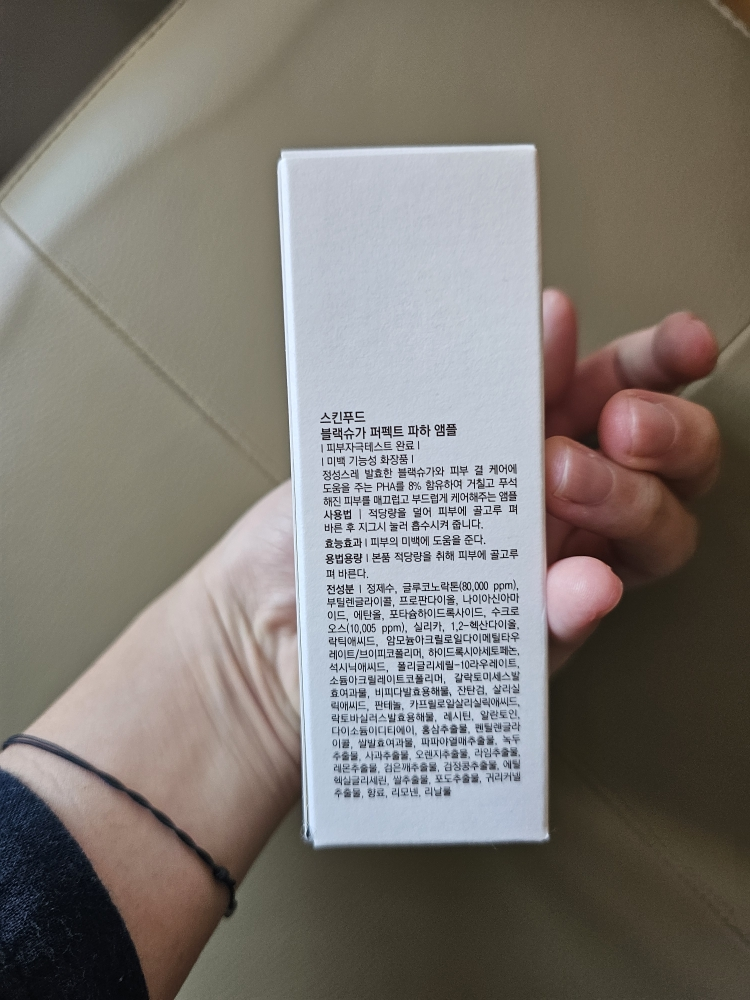 스킨푸드
블랙슈가 퍼펙트 파하 앰플
| 피부자극테스트 완료 |
| 미백 기능성 화장품 |
정성스레 발효한 블랙슈가와 피부 결 케어에
도움을 주는 PHA를 8% 함유하여 거칠고 푸석
해진 피부를 매끄럽고 부드럽게 케어해주는 앰플
사용법 | 적당량을 덜어 피부에 골고루 펴
바른 후 지그시 눌러 흡수시켜 줍니다.
효능효과 | 피부의 미백에 도움을 준다.
용법용량 | 본품 적당량을 취해 피부에 골고루
펴 바른다.
전성분 | 정제수, 글루코노락톤(80,000 ppm),
부틸렌글라이콜, 프로판다이올, 나이아신아마
이드, 에탄올, 포타슘하이드록사이드, 수크로
오스(10,005 ppm), 실리카, 1,2-헥산다이올,
락틱애씨드, 암모늄아크릴로일다이메틸타우
레이트/브이피코폴리머, 하이드록시아세토페논,
석시닉애씨드, 폴리글리세릴-10라우레이트,
소듐아크릴레이트코폴리머, 갈락토미세스발
효여과물, 비피다발효용해물, 잔탄검, 살리실
릭애씨드, 판테놀, 카프릴로일살리실릭애씨드,
락토바실러스발효용해물, 레시틴, 알란토인,
다이소듐이디티에이, 홍삼추출물, 펜틸렌글라
이콜, 쌀발효여과물, 파파야열매추출물, 녹두
추출물, 사과추출물, 오렌지추출물, 라임추출물,
레몬추출물, 검은깨추출물, 검정콩추출물, 에틸
헥실글리세린, 쌀추출물, 포도추출물, 귀리커넬
추출물, 향료, 리모넨, 리날룰